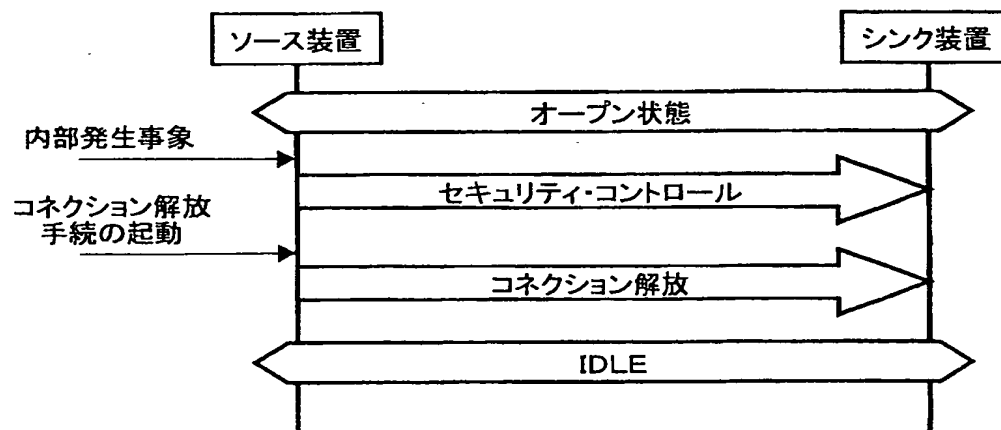 ソース装置
シンク装置
オープン状態
内部発生事象
セキュリティ・コントロール
コネクション解放
手続の起動
コネクション解放
IDLE